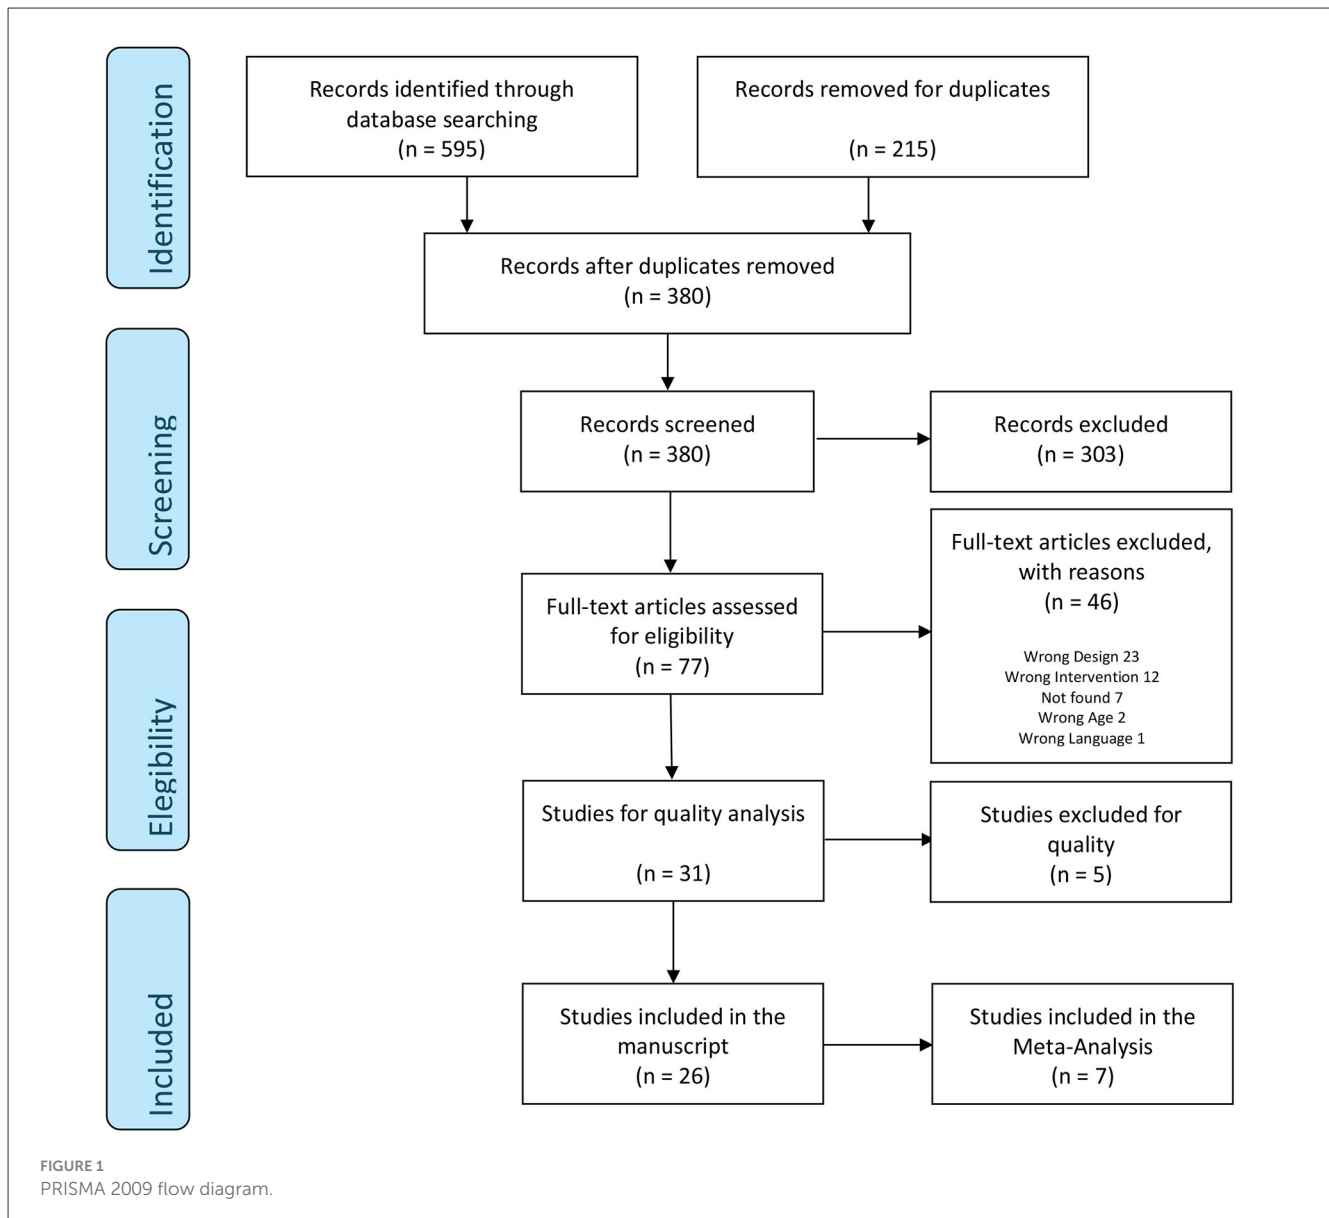 Identification
Records identified through
database searching
(n = 595)
Records removed for duplicates
(n = 215)
Records after duplicates removed
(n = 380)
Screening
Records screened
(n = 380)
Records excluded
(n = 303)
Elegibility
Full-text articles assessed
for eligibility
(n = 77)
Full-text articles excluded,
with reasons
(n = 46)
Wrong Design 23
Wrong Intervention 12
Not found 7
Wrong Age 2
Wrong Language 1
Studies for quality analysis
(n = 31)
Studies excluded for
quality
(n = 5)
Included
Studies included in the
manuscript
(n = 26)
Studies included in the
Meta-Analysis
(n = 7)
FIGURE 1
PRISMA 2009 flow diagram.